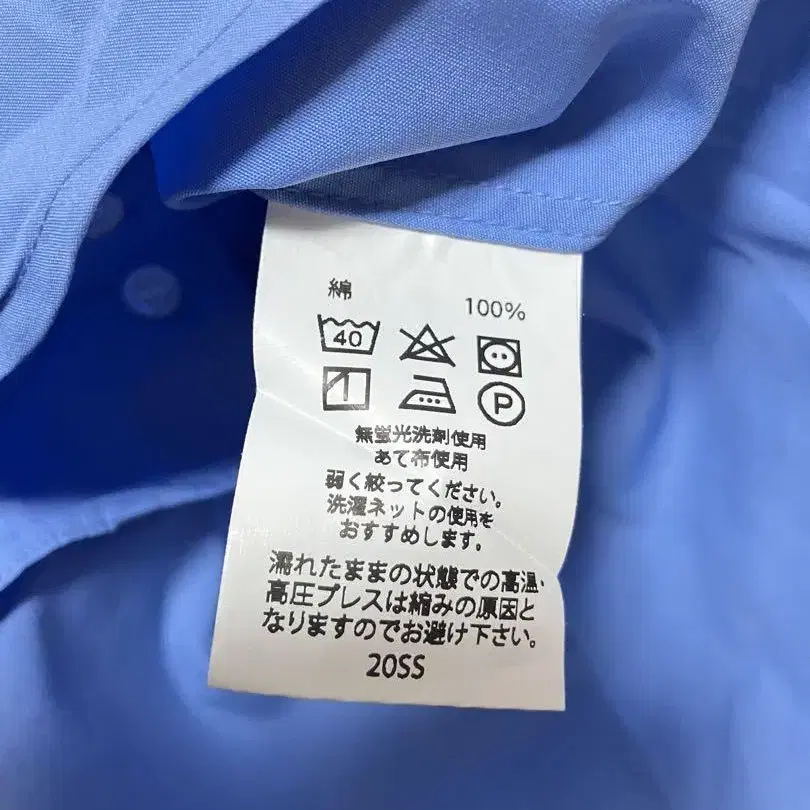 綿 100%
40
P
無蛍光洗剤使用
あて布使用
弱く絞ってください。
洗濯ネットの使用を
おすすめします。
濡れたままの状態での高温・
高圧プレスは縮みの原因と
なりますのでお避け下さい。
20SS